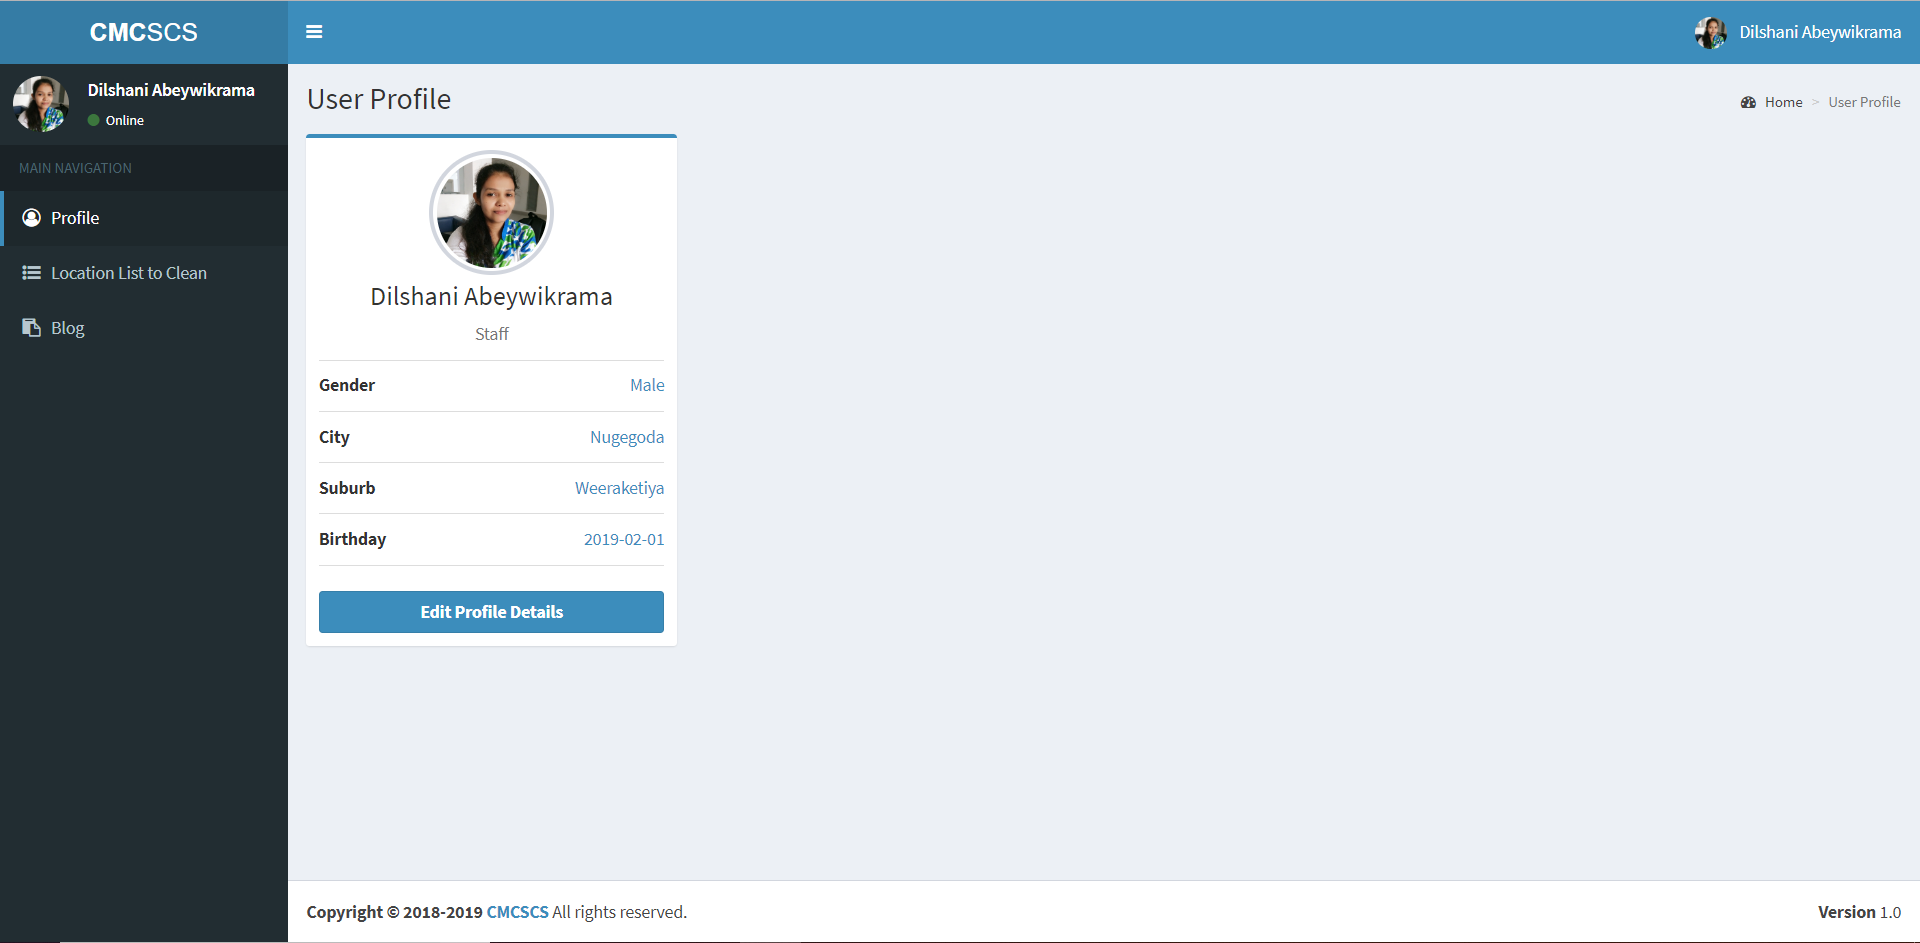 CMCSCS
Dilshani Abeywikrama
Dilshani Abeywikrama
Online
MAIN NAVIGATION
Profile
Location List to Clean
Blog
User Profile
Home > User Profile
Dilshani Abeywikrama
Staff
Gender Male
City Nugegoda
Suburb Weeraketiya
Birthday 2019-02-01
Edit Profile Details
Copyright © 2018-2019 CMCSCS All rights reserved.
Version 1.0